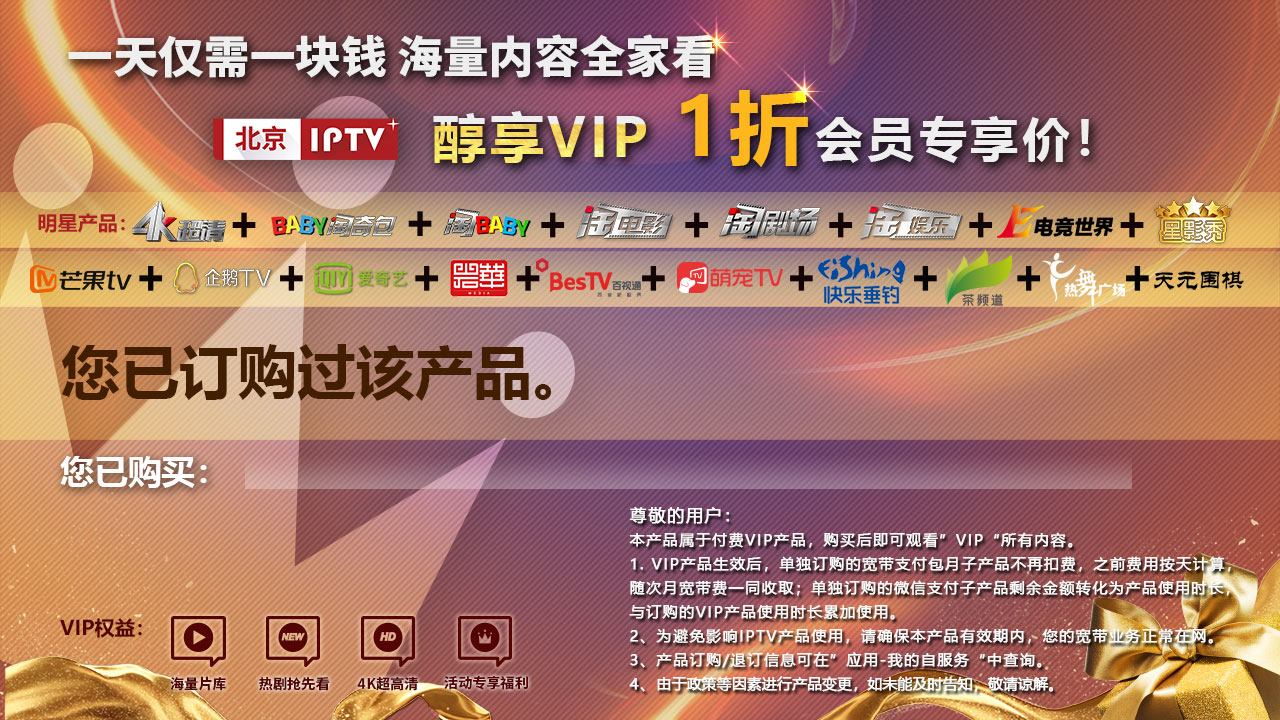 一天仅需一块钱 海量内容全家看
北京 IPTV 醇享VIP 1折会员专享价！
明星产品：4K超清 + BABY淘奇包 + 淘BABY + 淘电影 + 淘剧场 + 淘娱乐 + E电竞世界 + 星影秀
芒果tv + 企鹅TV + iQIYI 爱奇艺 + MEDIA + BesTV百视通 + 萌宠TV + FiShing 快乐垂钓 + 茶频道 + 热舞广场 + 天元围棋
您已订购过该产品。
您已购买：
尊敬的用户：
本产品属于付费VIP产品，购买后即可观看”VIP“所有内容。
1. VIP产品生效后，单独订购的宽带支付包月子产品不再扣费，之前费用按天计算，
随次月宽带费一同收取；单独订购的微信支付子产品剩余金额转化为产品使用时长，
与订购的VIP产品使用时长累加使用。
2、为避免影响IPTV产品使用，请确保本产品有效期内，您的宽带业务正常在网。
3、产品订购/退订信息可在”应用-我的自服务“中查询。
4、由于政策等因素进行产品变更，如未能及时告知，敬请谅解。
VIP权益：
NEW HD
海量片库 热剧抢先看 4K超高清 活动专享福利